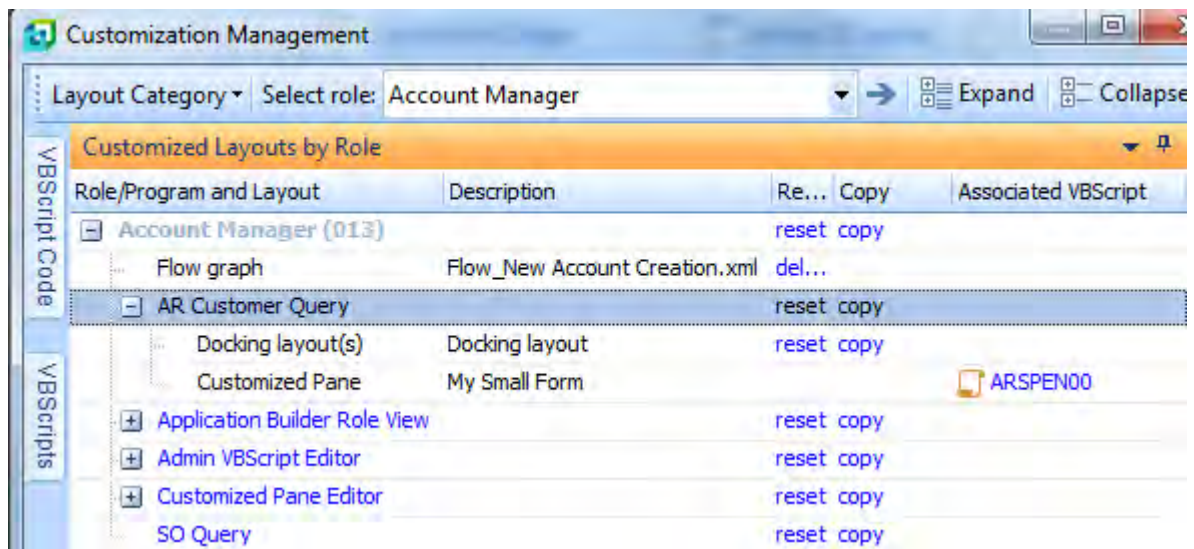 Customization Management
Layout Category Select role: Account Manager Expand Collapse
VBScript Code
VBScripts
Customized Layouts by Role
Role/Program and Layout Description Re... Copy Associated VBScript
Account Manager (013) reset copy
Flow graph Flow_New Account Creation.xml del...
AR Customer Query reset copy
Docking layout(s) Docking layout reset copy
Customized Pane My Small Form ARSPEN00
Application Builder Role View reset copy
Admin VBScript Editor reset copy
Customized Pane Editor reset copy
SO Query reset copy